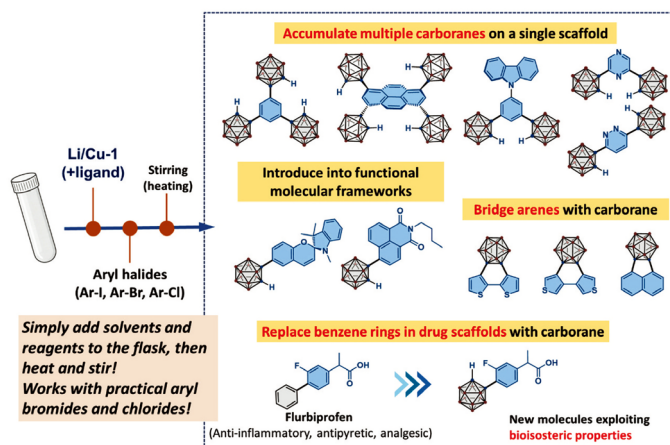 Accumulate multiple carboranes on a single scaffold
H
H
H
H
H
H
H
N
H
H
N
N
H
H
H
N
N
H
Li/Cu-1
(+ligand)
Stirring
(heating)
Aryl halides
(Ar-I, Ar-Br, Ar-Cl)
Simply add solvents and
reagents to the flask, then
heat and stir!
Works with practical aryl
bromides and chlorides!
Introduce into functional
molecular frameworks
O
N
H
O
N
O
H
Bridge arenes with carborane
S
S
S
S
Replace benzene rings in drug scaffolds with carborane
F
OH
O
Flurbiprofen
(Anti-inflammatory, antipyretic, analgesic)
H
F
OH
O
New molecules exploiting
bioisosteric properties